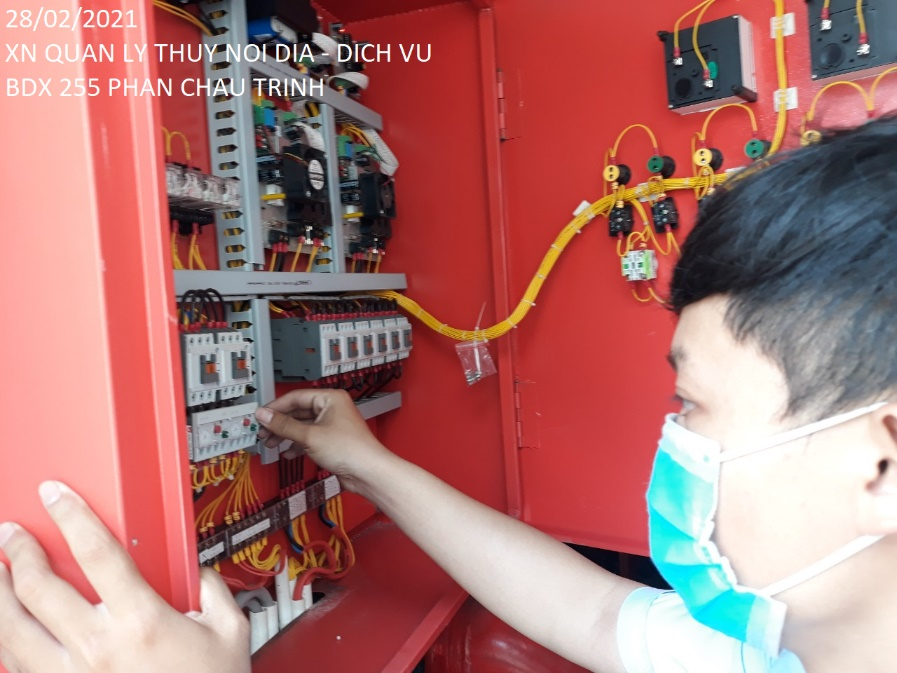 28/02/2021
XN QUAN LY THUY NOI DIA - DICH VU
BDX 255 PHAN CHAU TRINH